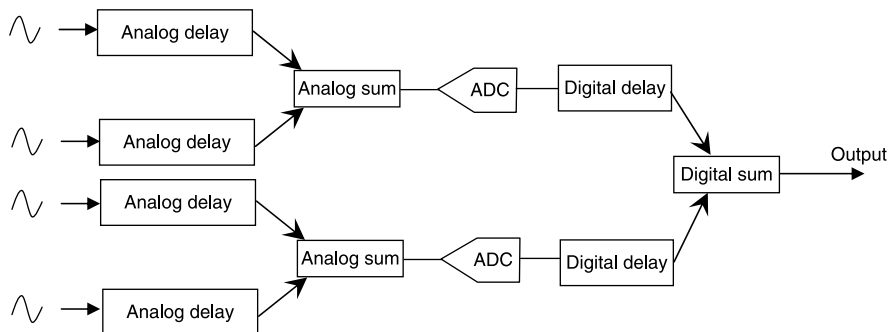 Analog delay
Analog sum
ADC
Digital delay
Analog delay
Output
Digital sum
Analog delay
Analog sum
ADC
Digital delay
Analog delay